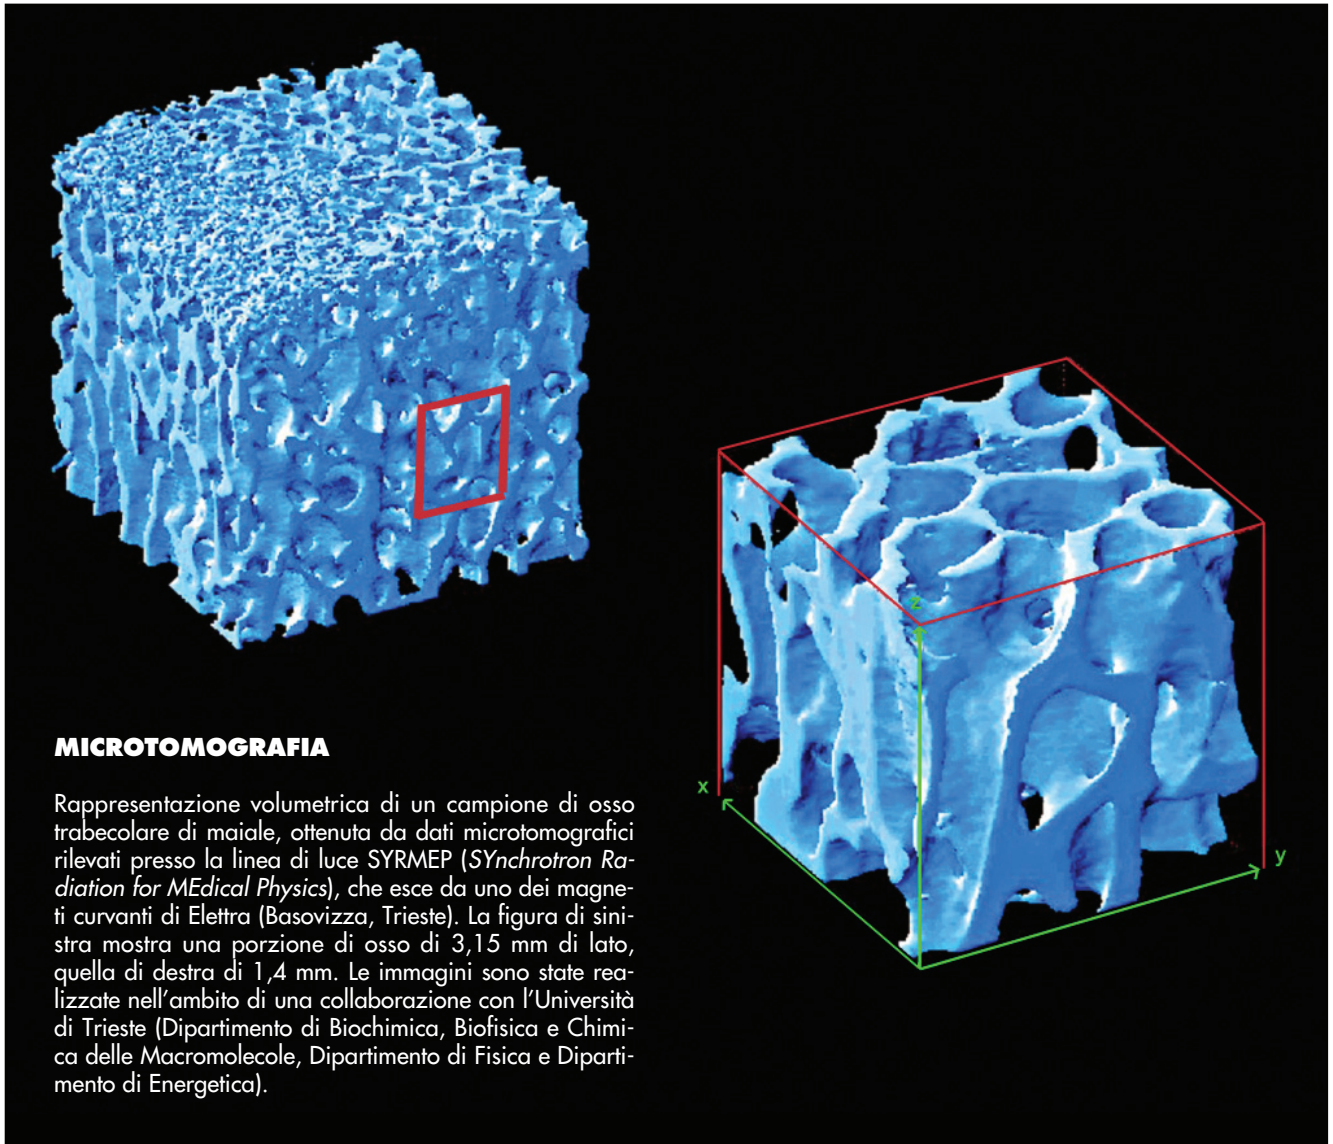 MICROTOMOGRAFIA
Rappresentazione volumetrica di un campione di osso
trabecolare di maiale, ottenuta da dati microtomografici
rilevati presso la linea di luce SYRMEP (SYnchrotron Ra-
diation for MEdical Physics), che esce da uno dei magne-
ti curvanti di Elettra (Basovizza, Trieste). La figura di sini-
stra mostra una porzione di osso di 3,15 mm di lato,
quella di destra di 1,4 mm. Le immagini sono state rea-
lizzate nell'ambito di una collaborazione con l'Università
di Trieste (Dipartimento di Biochimica, Biofisica e Chimi-
ca delle Macromolecole, Dipartimento di Fisica e Diparti-
mento di Energetica).
z
x
y